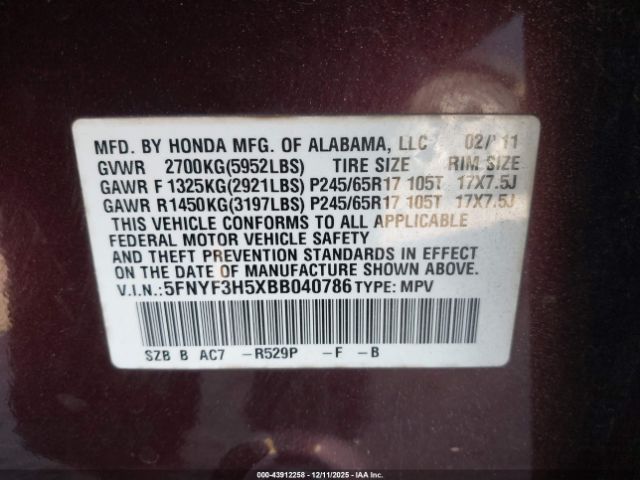 MFD. BY HONDA MFG. OF ALABAMA, LLC 02/11
GVWR 2700KG(5952LBS) TIRE SIZE RIM SIZE
GAWR F 1325KG(2921LBS) P245/65R17 105T 17X7.5J
GAWR R1450KG(3197LBS) P245/65R17 105T 17X7.5J
THIS VEHICLE CONFORMS TO ALL APPLICABLE
FEDERAL MOTOR VEHICLE SAFETY
AND THEFT PREVENTION STANDARDS IN EFFECT
ON THE DATE OF MANUFACTURE SHOWN ABOVE.
V.I.N.:5FNYF3H5XBB040786 TYPE: MPV
SZB B AC7 -R529P -F -B
© 2000-43912258 - 12/11/2025 - IAA Inc.